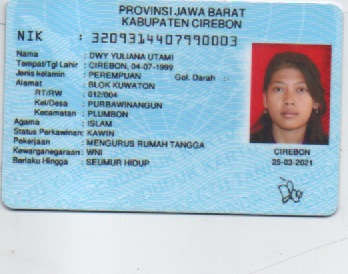 PROVINSI JAWA BARAT
KABUPATEN CIREBON
NIK : 3209314407990003
Nama : DWY YULIANA UTAMI
Tempat/Tgl Lahir : CIREBON, 04-07-1999
Jenis kelamin : PEREMPUAN Gol. Darah :
Alamat : BLOK KUWATON
RT/RW : 012/004
Kel/Desa : PURBAWINANGUN
Kecamatan : PLUMBON
Agama : ISLAM
Status Perkawinan: KAWIN
Pekerjaan : MENGURUS RUMAH TANGGA
Kewarganegaraan: WNI
Berlaku Hingga : SEUMUR HIDUP
CIREBON
25-03-2021